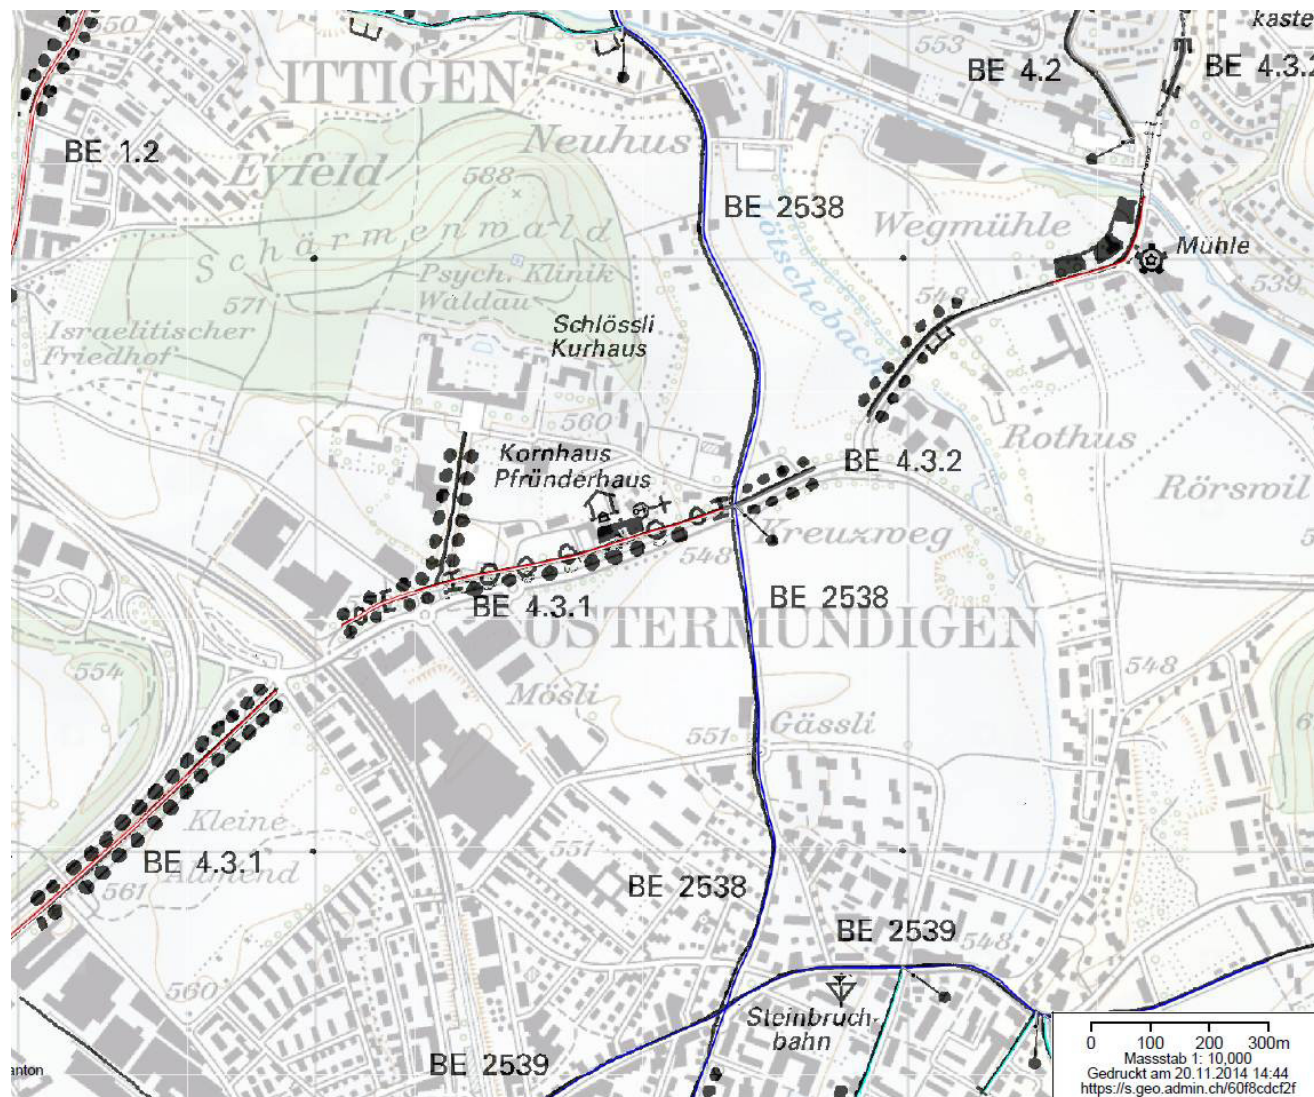 50
kaste
ITTIGEN
553
BE 4.2
BE 4.3.2
BE 1.2
Neuhus
Eyfeld
588
BE 2538
Wegmühle
Mühle
Schärmenwald
Psych. Klinik
Waldau
571
548
539
Israelitischer
Friedhof
Lötschebach
Schlössli
Kurhaus
560
Rothus
Kornhaus
Pfründerhaus
BE 4.3.2
Rörswil
Kreuzweg
548
BE 4.3.1
BE 2538
OSTERMUNDIGEN
554
548
Mösli
Gässli
551
Kleine
Allmend
BE 4.3.1
561
551
BE 2538
BE 2539
548
560
Steinbruch-
bahn
BE 2539
anton
0 100 200 300m
Massstab 1: 10,000
Gedruckt am 20.11.2014 14:44
https://s.geo.admin.ch/60f8cdcf2f